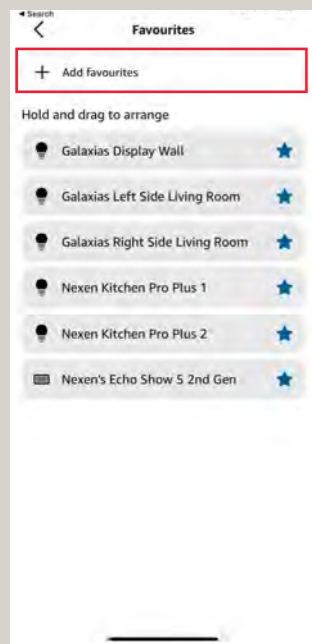 Search
Favourites
Add favourites
Hold and drag to arrange
Galaxias Display Wall
Galaxias Left Side Living Room
Galaxias Right Side Living Room
Nexen Kitchen Pro Plus 1
Nexen Kitchen Pro Plus 2
Nexen's Echo Show 5 2nd Gen